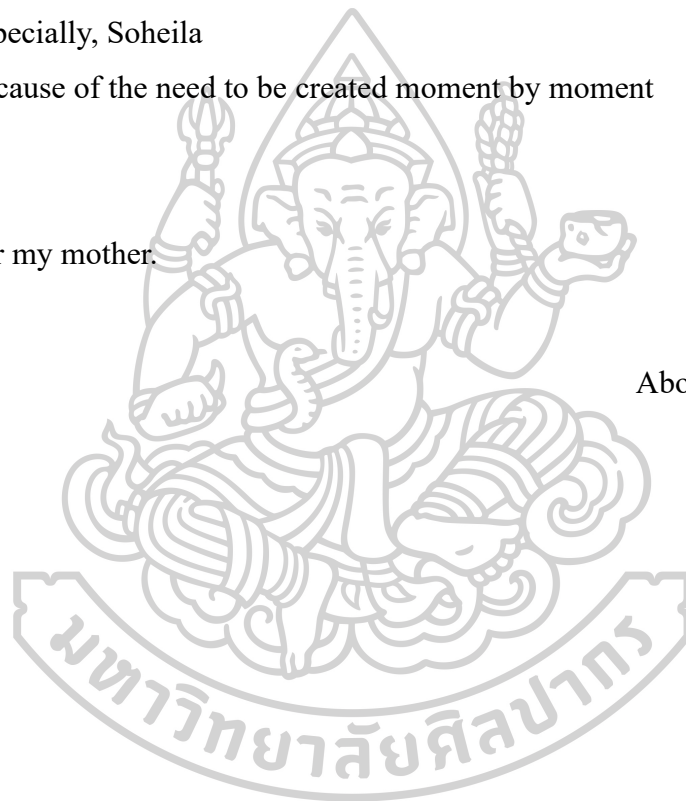 pecially, Soheila
cause of the need to be created moment by moment
r my mother.
Abo
มหาวิทยาลัยศิลปากร